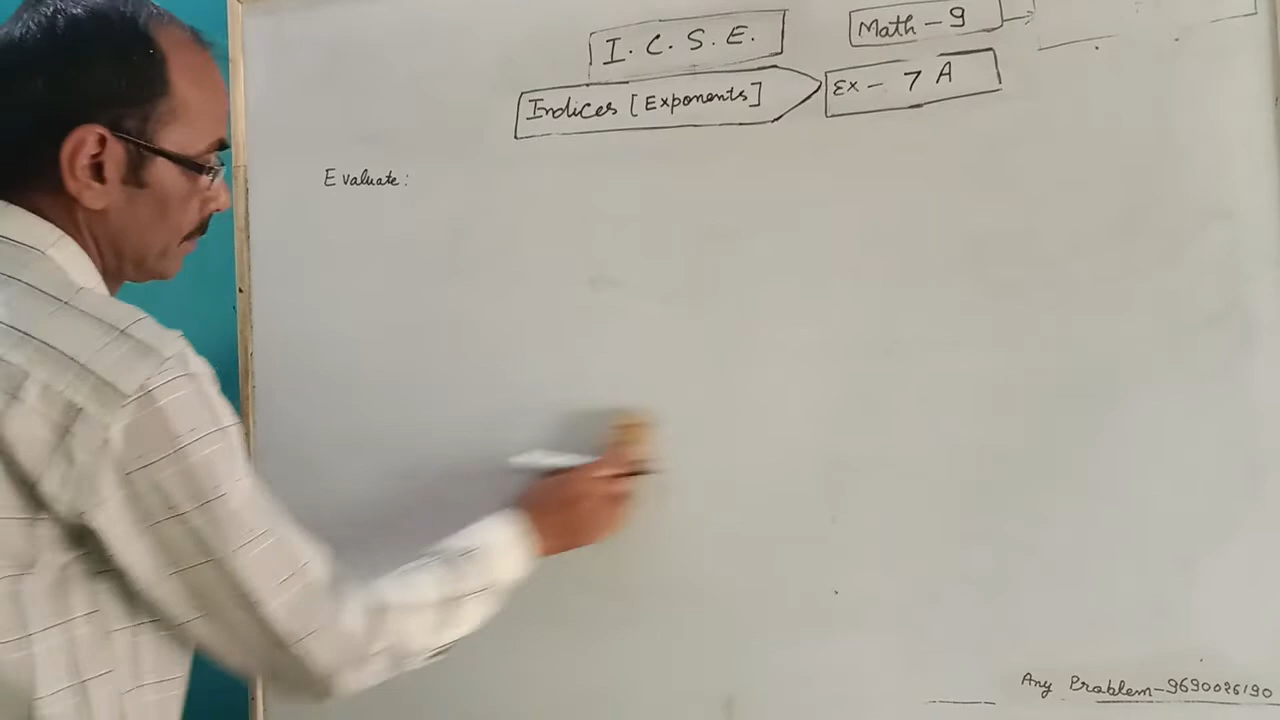 I. C. S. E.
Math - 9
Indices [Exponents]
Ex - 7 A
Evaluate:
Any Problem-9690026190